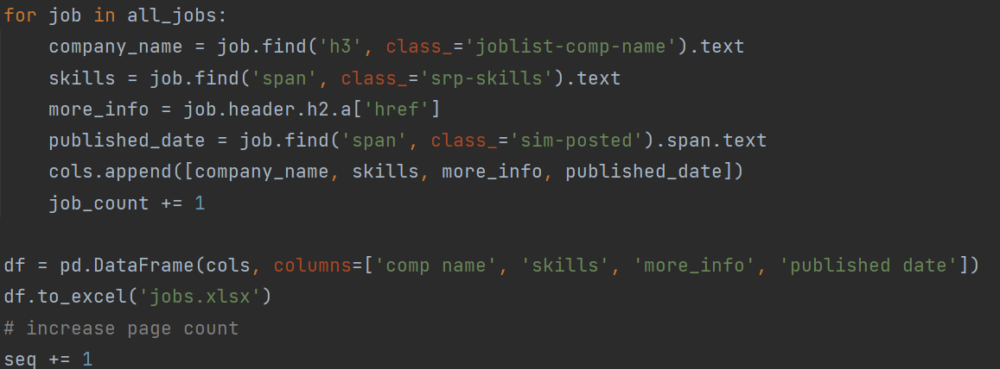 for job in all_jobs:
    company_name = job.find('h3', class_='joblist-comp-name').text
    skills = job.find('span', class_='srp-skills').text
    more_info = job.header.h2.a['href']
    published_date = job.find('span', class_='sim-posted').span.text
    cols.append([company_name, skills, more_info, published_date])
    job_count += 1
df = pd.DataFrame(cols, columns=['comp name', 'skills', 'more_info', 'published date'])
df.to_excel('jobs.xlsx')
# increase page count
seq += 1